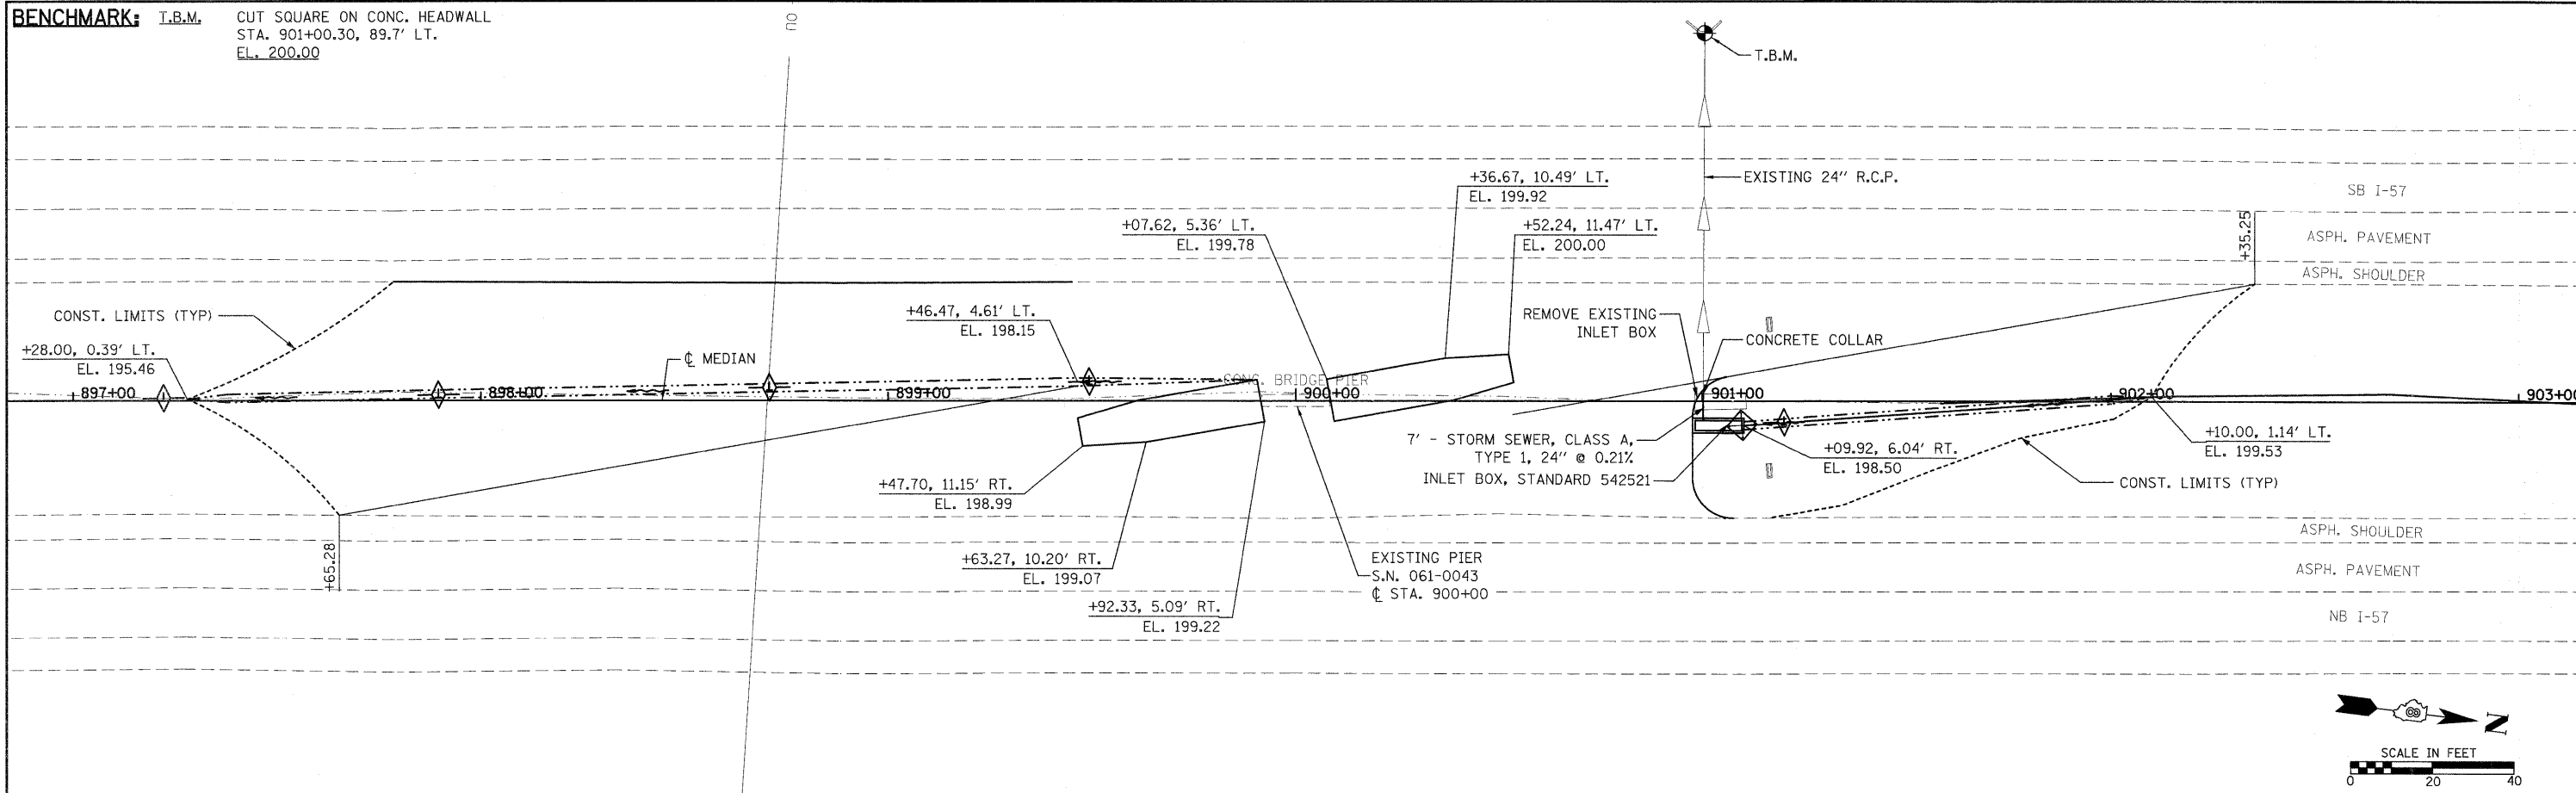 BENCHMARK: T.B.M. CUT SQUARE ON CONC. HEADWALL
STA. 901+00.30, 89.7' LT.
EL. 200.00
T.B.M.
EXISTING 24" R.C.P.
SB I-57
+36.67, 10.49' LT.
EL. 199.92
+07.62, 5.36' LT.
EL. 199.78
+52.24, 11.47' LT.
EL. 200.00
+35.25
ASPH. PAVEMENT
ASPH. SHOULDER
CONST. LIMITS (TYP)
+46.47, 4.61' LT.
EL. 198.15
REMOVE EXISTING
INLET BOX
CONCRETE COLLAR
+28.00, 0.39' LT.
EL. 195.46
℄ MEDIAN
CONC. BRIDGE PIER
897+00
898+00
899+00
900+00
901+00
902+00
903+00
7' - STORM SEWER, CLASS A,
TYPE 1, 24" @ 0.21%
INLET BOX, STANDARD 542521
+09.92, 6.04' RT.
EL. 198.50
+10.00, 1.14' LT.
EL. 199.53
CONST. LIMITS (TYP)
+47.70, 11.15' RT.
EL. 198.99
+65.28
+63.27, 10.20' RT.
EL. 199.07
+92.33, 5.09' RT.
EL. 199.22
EXISTING PIER
S.N. 061-0043
℄ STA. 900+00
ASPH. SHOULDER
ASPH. PAVEMENT
NB I-57
N
SCALE IN FEET
0 20 40